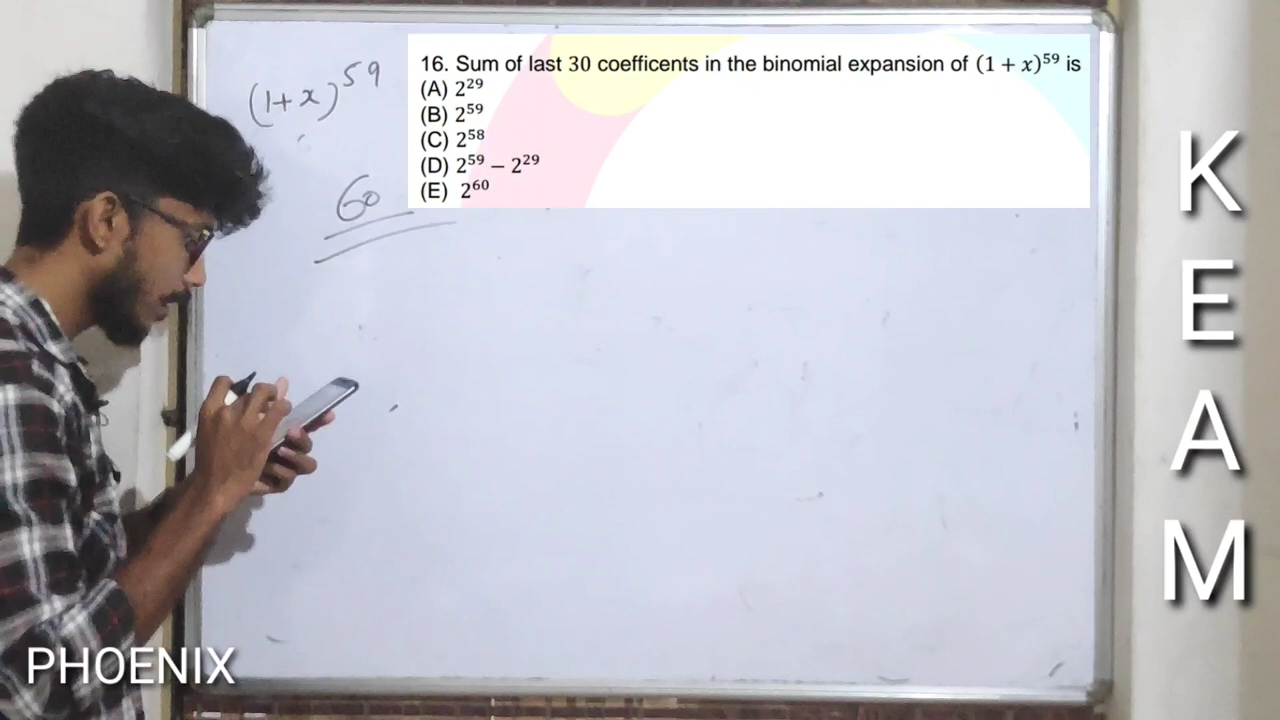 (1+x)^59
60
16. Sum of last 30 coefficents in the binomial expansion of (1 + x)^59 is
(A) 2^29
(B) 2^59
(C) 2^58
(D) 2^59 − 2^29
(E) 2^60
K
E
A
M
PHOENIX